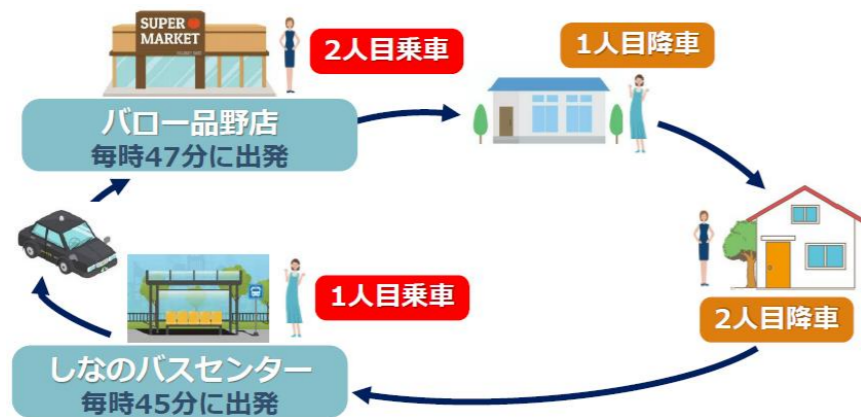 SUPER
MARKET
2人目乗車
1人目降車
バロー品野店
毎時47分に出発
1人目乗車
2人目降車
しなのバスセンター
毎時45分に出発